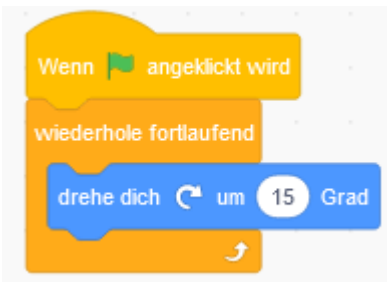 Wenn angeklickt wird
wiederhole fortlaufend
drehe dich um 15 Grad